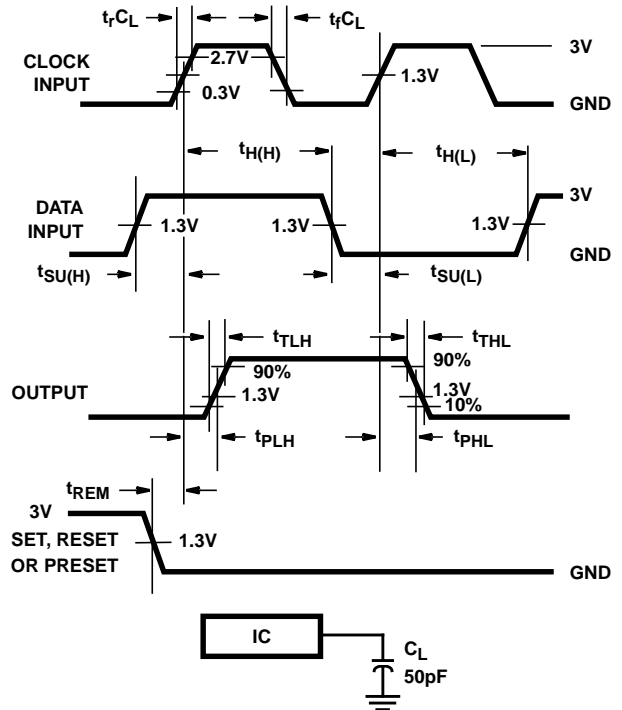 trCL
tfCL
CLOCK
INPUT
2.7V
0.3V
1.3V
3V
GND
tH(H)
tH(L)
DATA
INPUT
1.3V
1.3V
1.3V
3V
GND
tSU(H)
tSU(L)
tTLH
tTHL
OUTPUT
90%
1.3V
90%
1.3V
10%
tPLH
tPHL
tREM
3V
SET, RESET
OR PRESET
1.3V
GND
IC
CL
50pF